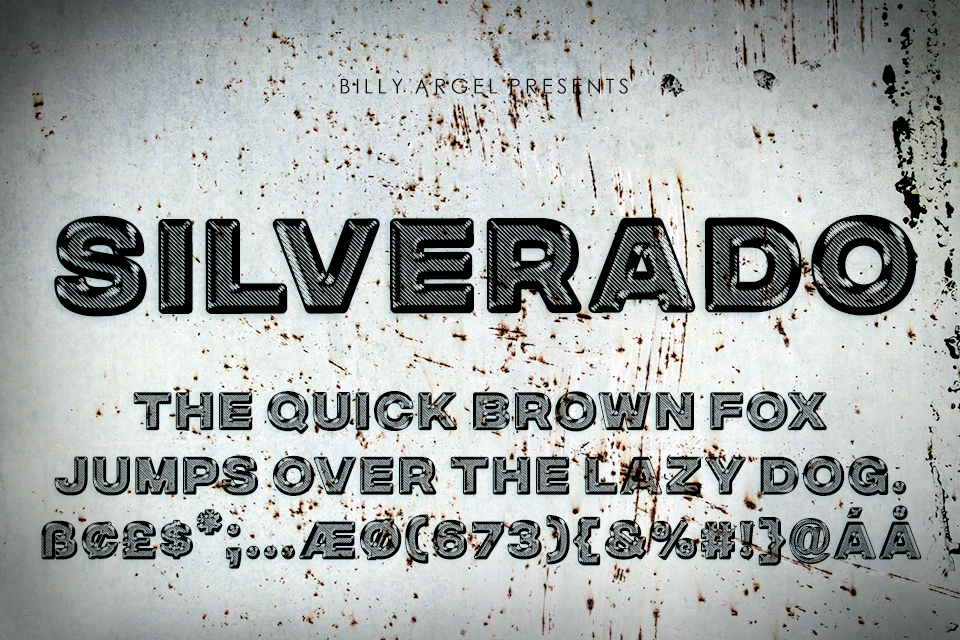 BILLY ARGEL PRESENTS
SILVERADO
THE QUICK BROWN FOX
JUMPS OVER THE LAZY DOG.
ß₵£$*;...ÆØ(673){&%#!}@ÁÅ